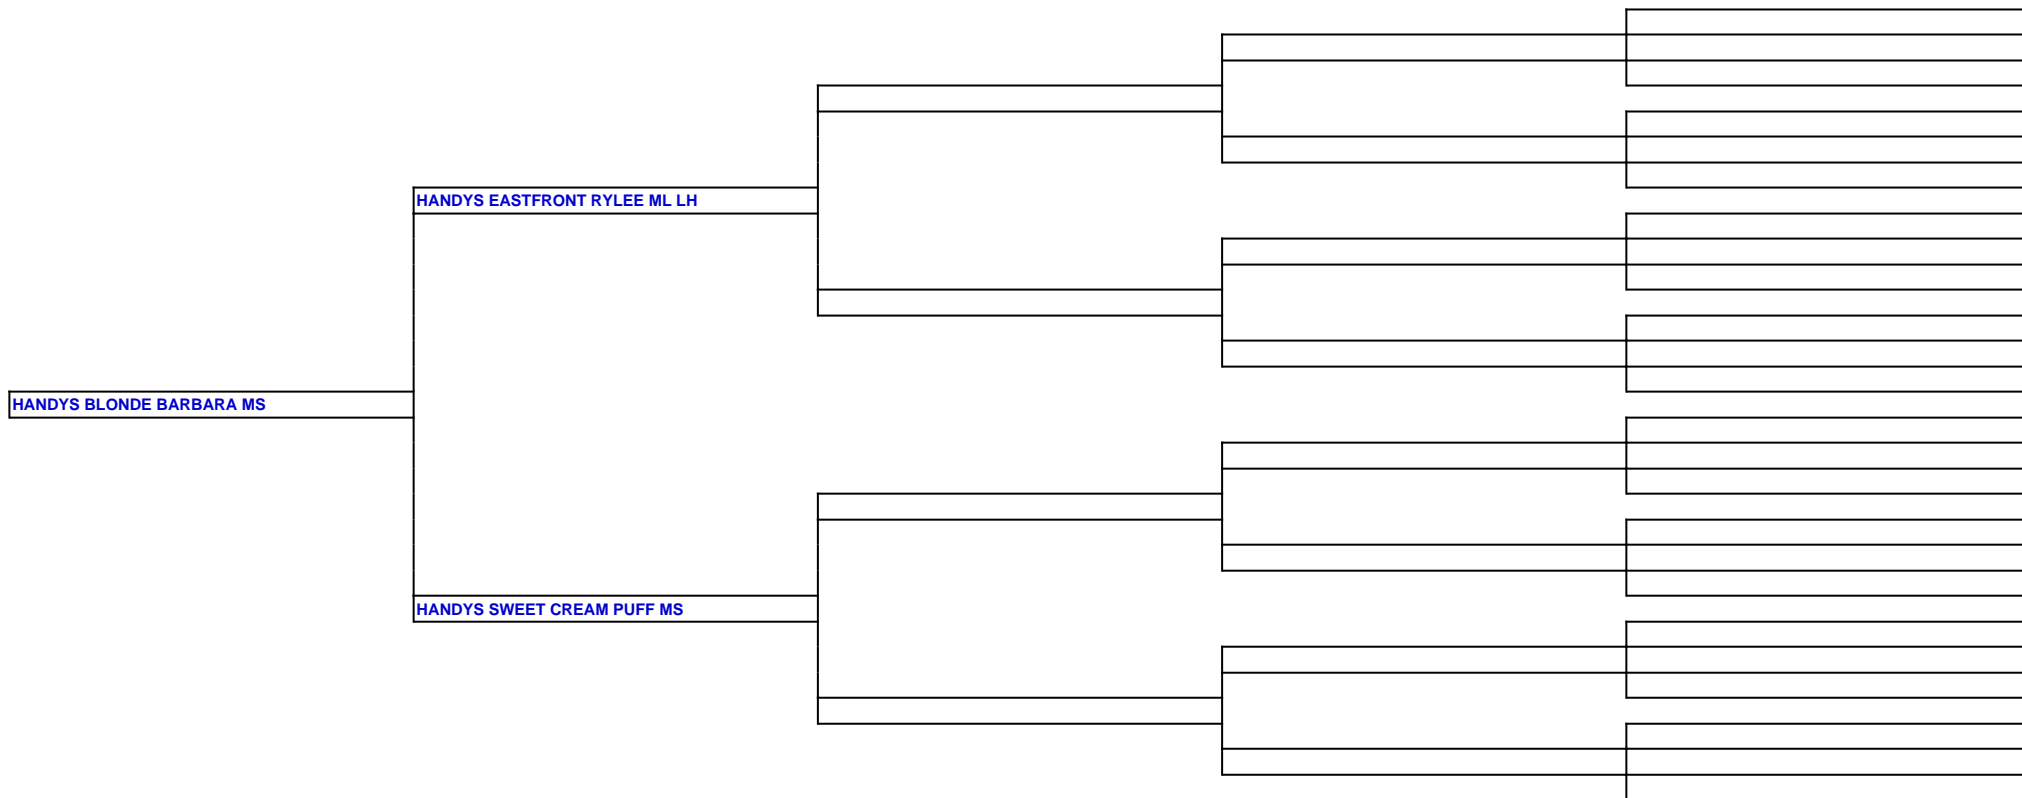 HANDYS EASTFRONT RYLEE ML LH
HANDYS BLONDE BARBARA MS
HANDYS SWEET CREAM PUFF MS